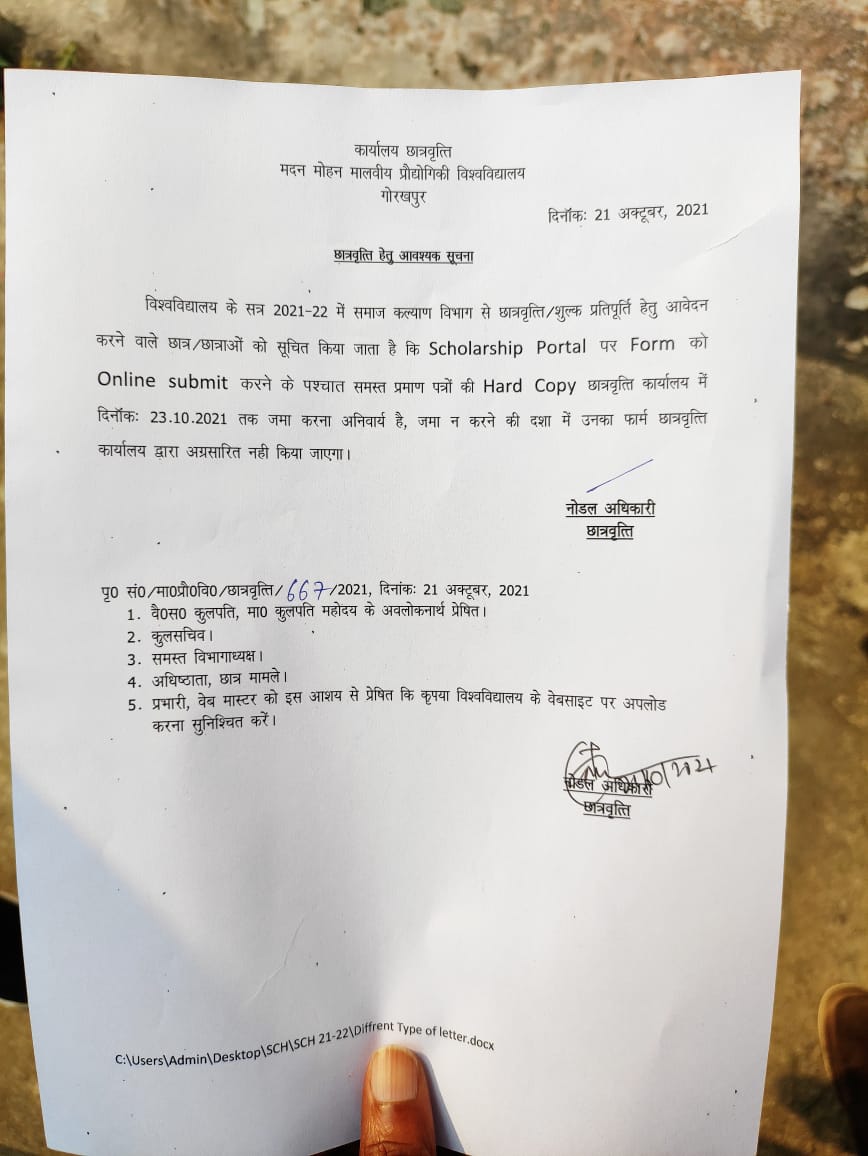 कार्यालय छात्रवृत्ति
मदन मोहन मालवीय प्रौद्योगिकी विश्वविद्यालय
गोरखपुर
दिनॉकः 21 अक्टूबर, 2021
छात्रवृत्ति हेतु आवश्यक सूचना
विश्वविद्यालय के सत्र 2021-22 में समाज कल्याण विभाग से छात्रवृत्ति/शुल्क प्रतिपूर्ति हेतु आवेदन
करने वाले छात्र/छात्राओं को सूचित किया जाता है कि Scholarship Portal पर Form को
Online submit करने के पश्चात समस्त प्रमाण पत्रों की Hard Copy छात्रवृत्ति कार्यालय में
दिनॉकः 23.10.2021 तक जमा करना अनिवार्य है, जमा न करने की दशा में उनका फार्म छात्रवृत्ति
कार्यालय द्वारा अग्रसारित नही किया जाएगा।
नोडल अधिकारी
छात्रवृत्ति
पृ0 सं0/मा0प्रौ0वि0/छात्रवृत्ति/667/2021, दिनांकः 21 अक्टूबर, 2021
1. वै0स0 कुलपति, मा0 कुलपति महोदय के अवलोकनार्थ प्रेषित।
2. कुलसचिव।
3. समस्त विभागाध्यक्ष।
4. अधिष्ठाता, छात्र मामले।
5. प्रभारी, वेब मास्टर को इस आशय से प्रेषित कि कृपया विश्वविद्यालय के वेबसाइट पर अपलोड
करना सुनिश्चित करें।
नोडल अधिकारी
छात्रवृत्ति
C:\Users\Admin\Desktop\SCH\SCH 21-22\Diffrent Type of letter.docx